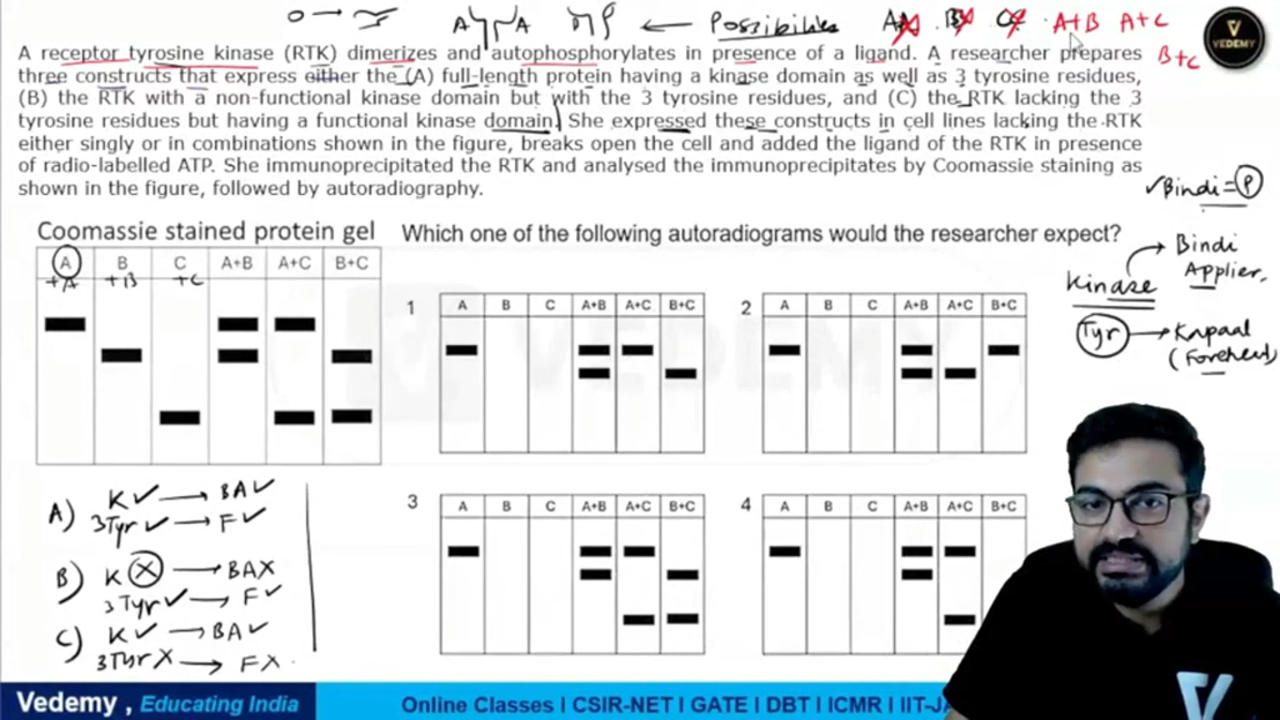 A A ← Possibilities A+A B C A+B A+C
B+C
VEDEMY
A receptor tyrosine kinase (RTK) dimerizes and autophosphorylates in presence of a ligand. A researcher prepares
three constructs that express either the (A) full-length protein having a kinase domain as well as 3 tyrosine residues,
(B) the RTK with a non-functional kinase domain but with the 3 tyrosine residues, and (C) the RTK lacking the 3
tyrosine residues but having a functional kinase domain. She expressed these constructs in cell lines lacking the RTK
either singly or in combinations shown in the figure, breaks open the cell and added the ligand of the RTK in presence
of radio-labelled ATP. She immunoprecipitated the RTK and analysed the immunoprecipitates by Coomassie staining as
shown in the figure, followed by autoradiography.
✓Bindi = P
Kinase → Bindi
Applier
Tyr → Kapaal
(Forehead)
Coomassie stained protein gel
A B C A+B A+C B+C
+A +B +C
Which one of the following autoradiograms would the researcher expect?
1 A B C A+B A+C B+C
2 A B C A+B A+C B+C
3 A B C A+B A+C B+C
4 A B C A+B A+C B+C
VEDEMY
A) K ✓ → BA ✓
3Tyr ✓ → F ✓
B) K X → BAX
3Tyr ✓ → F ✓
C) K ✓ → BA ✓
3Tyr X → FX
Vedemy , Educating India
Online Classes I CSIR-NET I GATE I DBT I ICMR I IIT-JA